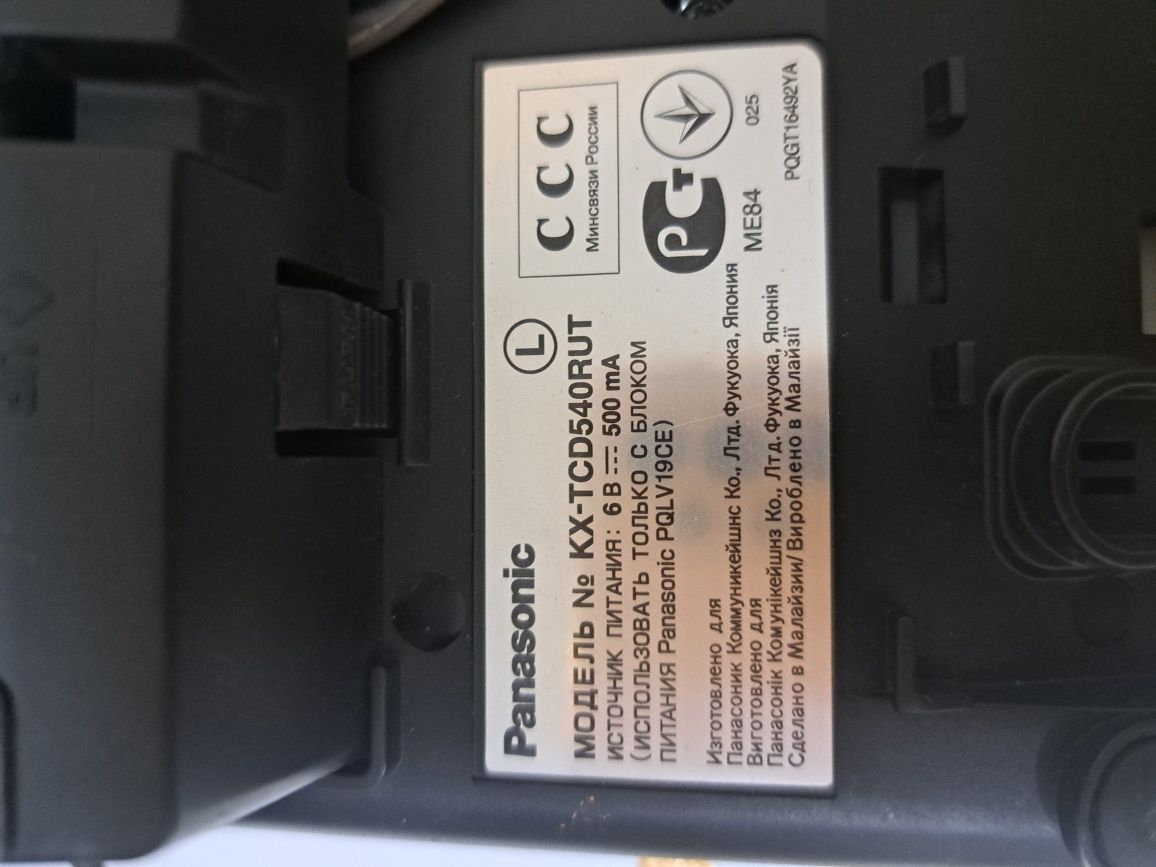 Panasonic
L
МОДЕЛЬ № KX-TCD540RUT
ИСТОЧНИК ПИТАНИЯ: 6 В 500 mA
(ИСПОЛЬЗОВАТЬ ТОЛЬКО С БЛОКОМ
ПИТАНИЯ Panasonic PQLV19CE)
ССС
Минсвязи России
РСТ
ME84
025
Изготовлено для
Панасоник Коммуникейшнс Ко., Лтд. Фукуока, Япония
Виготовлено для
Панасонік Комунікейшнз Ко., Лтд. Фукуока, Японія
Сделано в Малайзии/ Вироблено в Малайзії
PQGT16492YA